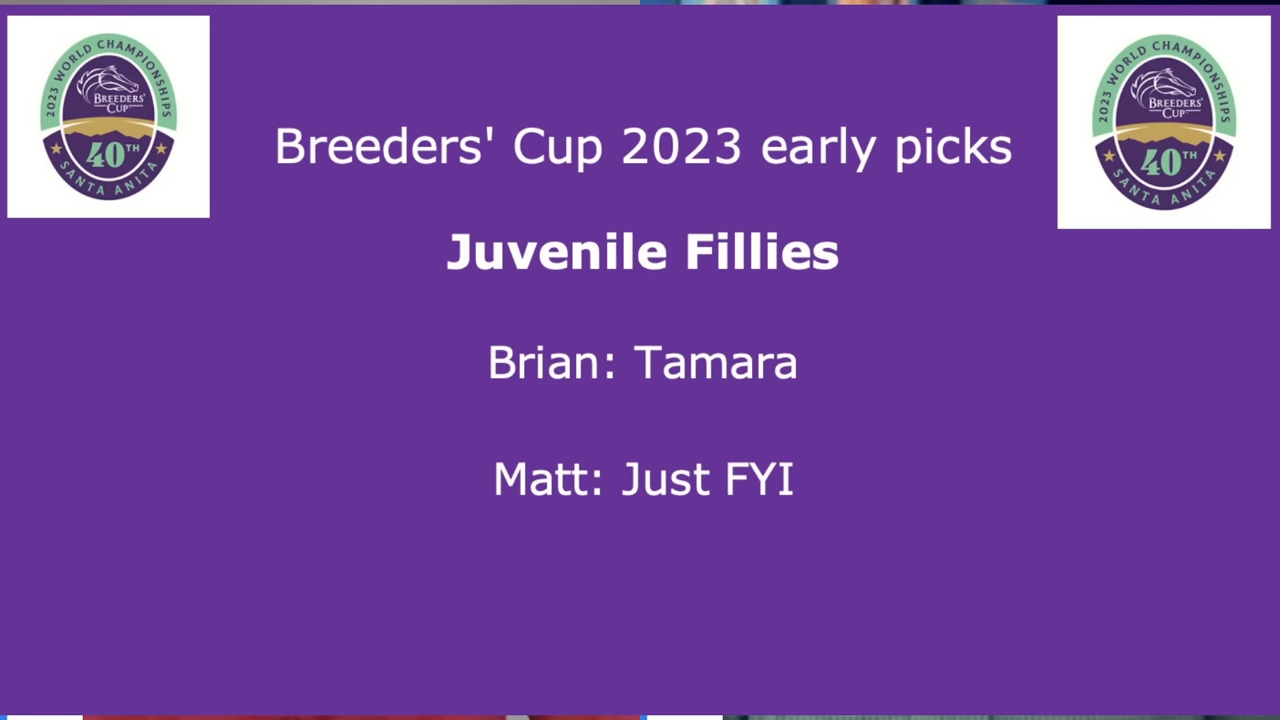 2023 WORLD CHAMPIONSHIPS
BREEDERS'
CUP
40TH
SANTA ANITA
2023 WORLD CHAMPIONSHIPS
BREEDERS'
CUP
40TH
SANTA ANITA
Breeders' Cup 2023 early picks
Juvenile Fillies
Brian: Tamara
Matt: Just FYI